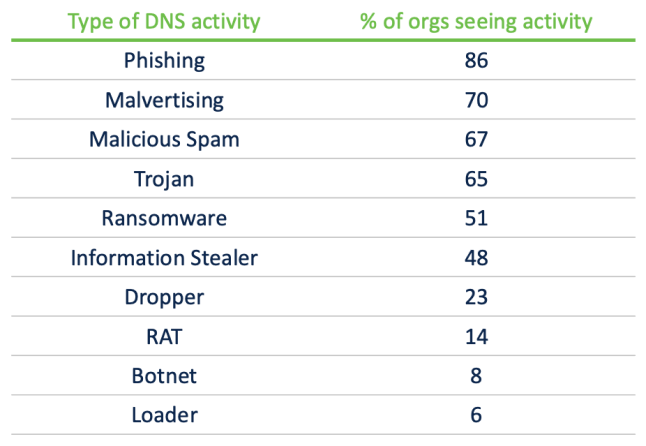 Type of DNS activity % of orgs seeing activity
Phishing 86
Malvertising 70
Malicious Spam 67
Trojan 65
Ransomware 51
Information Stealer 48
Dropper 23
RAT 14
Botnet 8
Loader 6